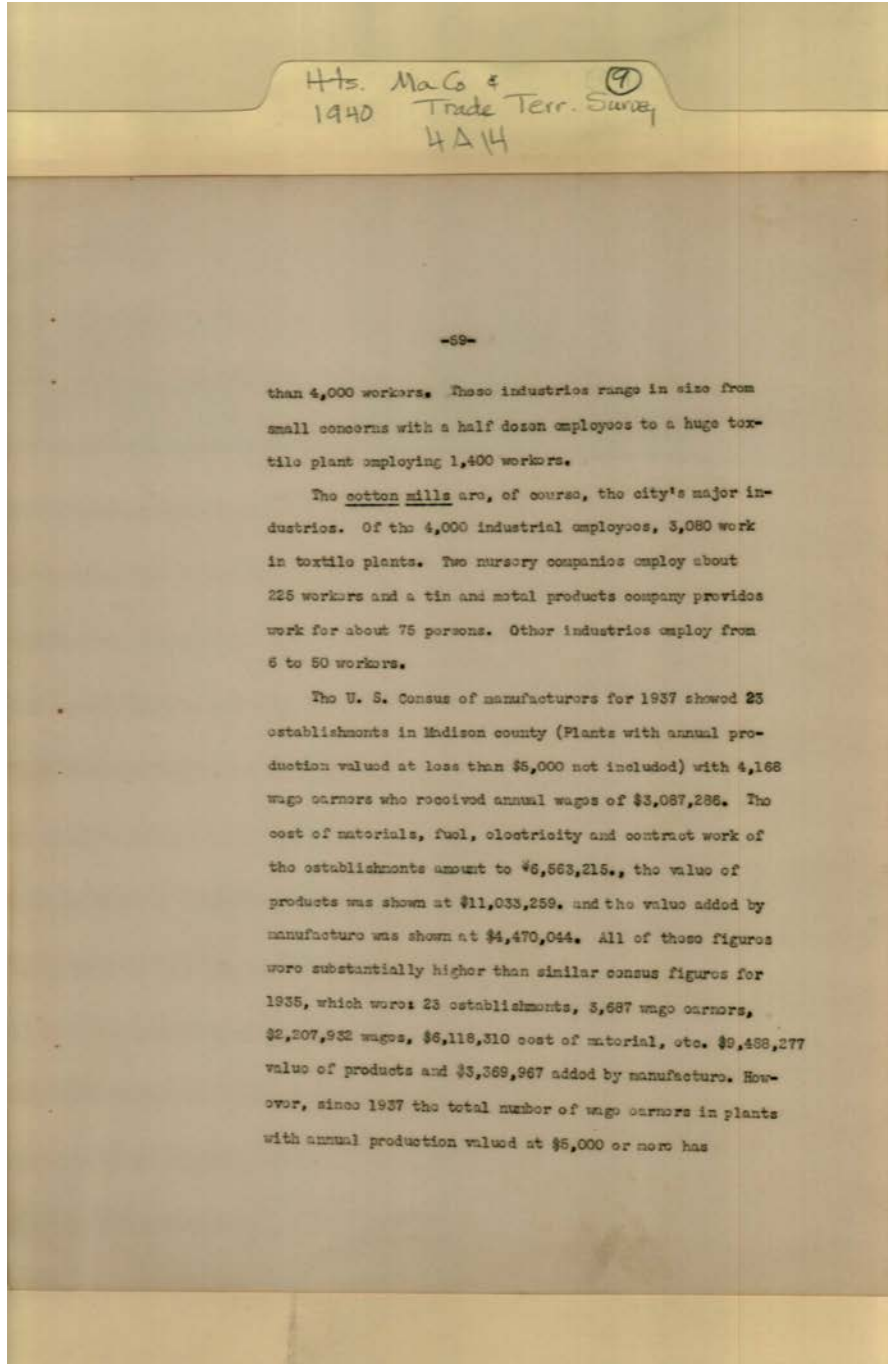 Hts. Ma Co & 9
1940 Trade Terr. Survey
4A14
-59-
than 4,000 workers. These industries range in size from
small concerns with a half dozen employees to a huge tex-
tile plant employing 1,400 workers.
The cotton mills are, of course, the city's major in-
dustries. Of the 4,000 industrial employees, 3,080 work
in textile plants. Two nursery companies employ about
225 workers and a tin and metal products company provides
work for about 75 persons. Other industries employ from
6 to 50 workers.
The U. S. Census of manufacturers for 1937 showed 23
establishments in Madison county (Plants with annual pro-
duction valued at less than $5,000 not included) with 4,168
wage earners who received annual wages of $3,087,286. The
cost of materials, fuel, electricity and contract work of
the establishments amount to $6,563,215., the value of
products was shown at $11,033,259. and the value added by
manufacture was shown at $4,470,044. All of these figures
were substantially higher than similar census figures for
1935, which were: 23 establishments, 3,687 wage earners,
$2,207,932 wages, $6,118,310 cost of material, etc. $9,488,277
value of products and $3,369,967 added by manufacture. How-
ever, since 1937 the total number of wage earners in plants
with annual production valued at $5,000 or more has